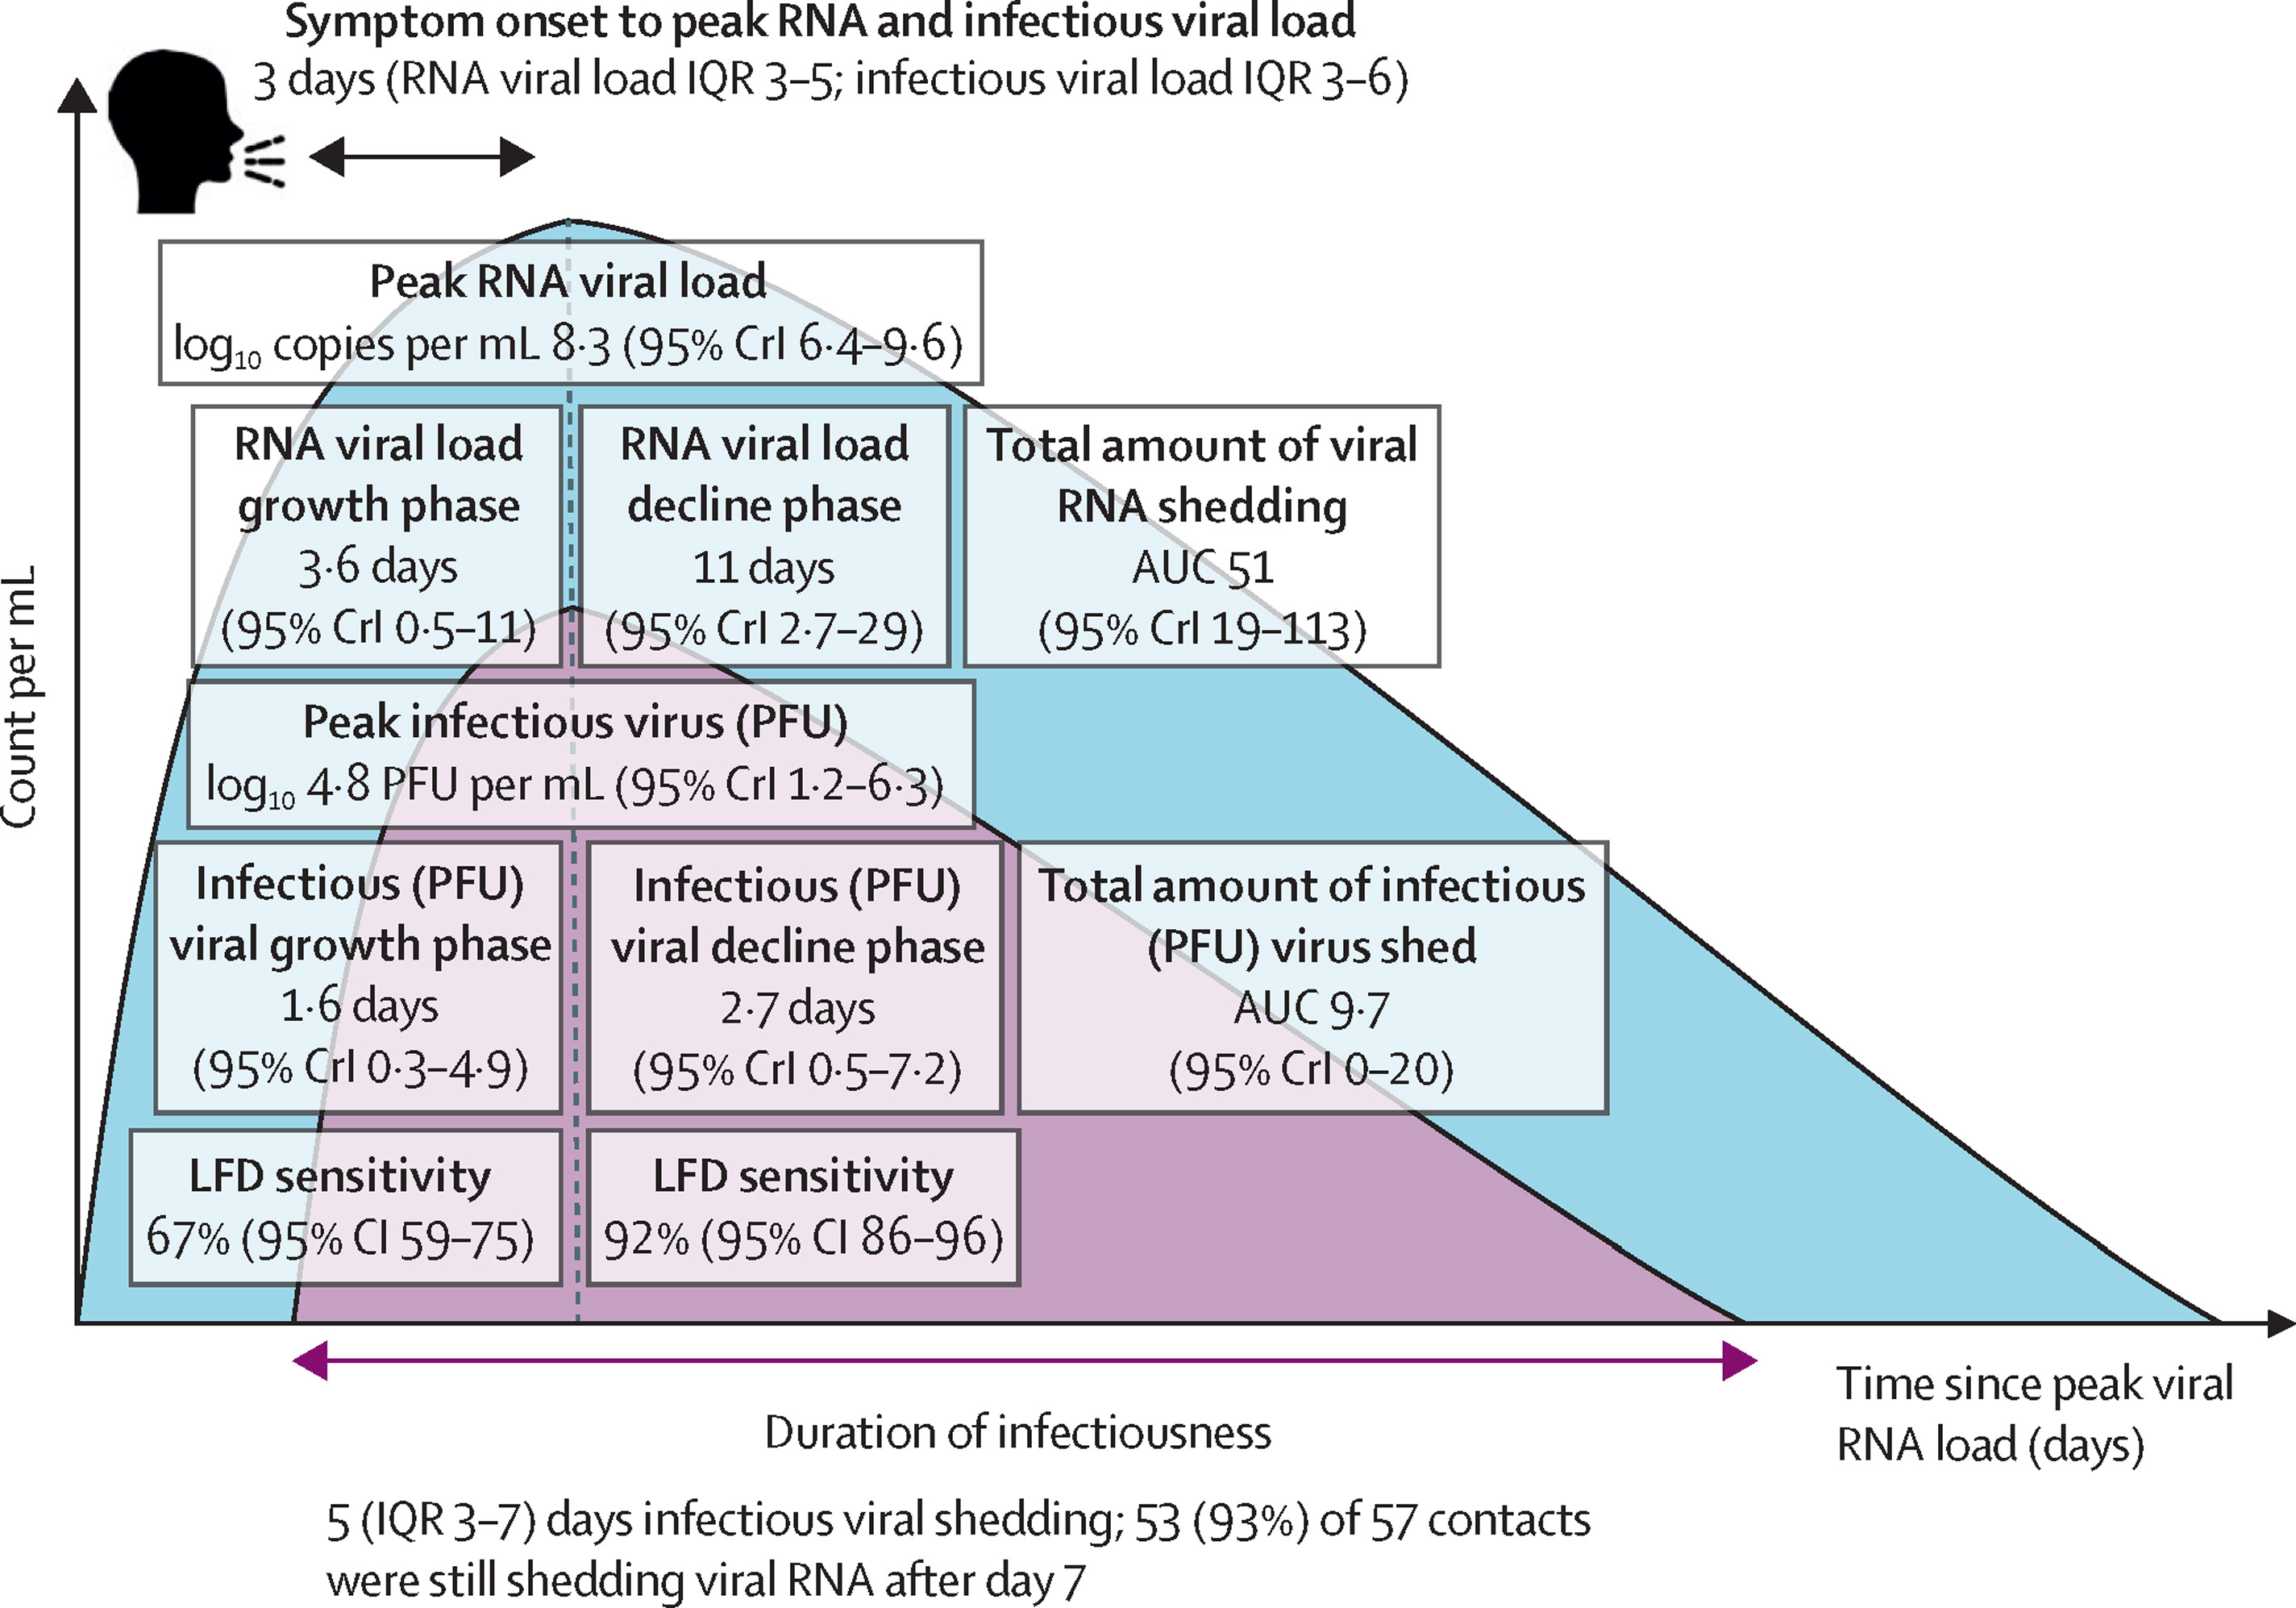 Symptom onset to peak RNA and infectious viral load
3 days (RNA viral load IQR 3–5; infectious viral load IQR 3–6)
Count per mL
Peak RNA viral load
log₁₀ copies per mL 8·3 (95% CrI 6·4–9·6)
RNA viral load
growth phase
3·6 days
(95% CrI 0·5–11)
RNA viral load
decline phase
11 days
(95% CrI 2·7–29)
Total amount of viral
RNA shedding
AUC 51
(95% CrI 19–113)
Peak infectious virus (PFU)
log₁₀ 4·8 PFU per mL (95% CrI 1·2–6·3)
Infectious (PFU)
viral growth phase
1·6 days
(95% CrI 0·3–4·9)
Infectious (PFU)
viral decline phase
2·7 days
(95% CrI 0·5–7·2)
Total amount of infectious
(PFU) virus shed
AUC 9·7
(95% CrI 0–20)
LFD sensitivity
67% (95% CI 59–75)
LFD sensitivity
92% (95% CI 86–96)
Time since peak viral
RNA load (days)
Duration of infectiousness
5 (IQR 3–7) days infectious viral shedding; 53 (93%) of 57 contacts
were still shedding viral RNA after day 7